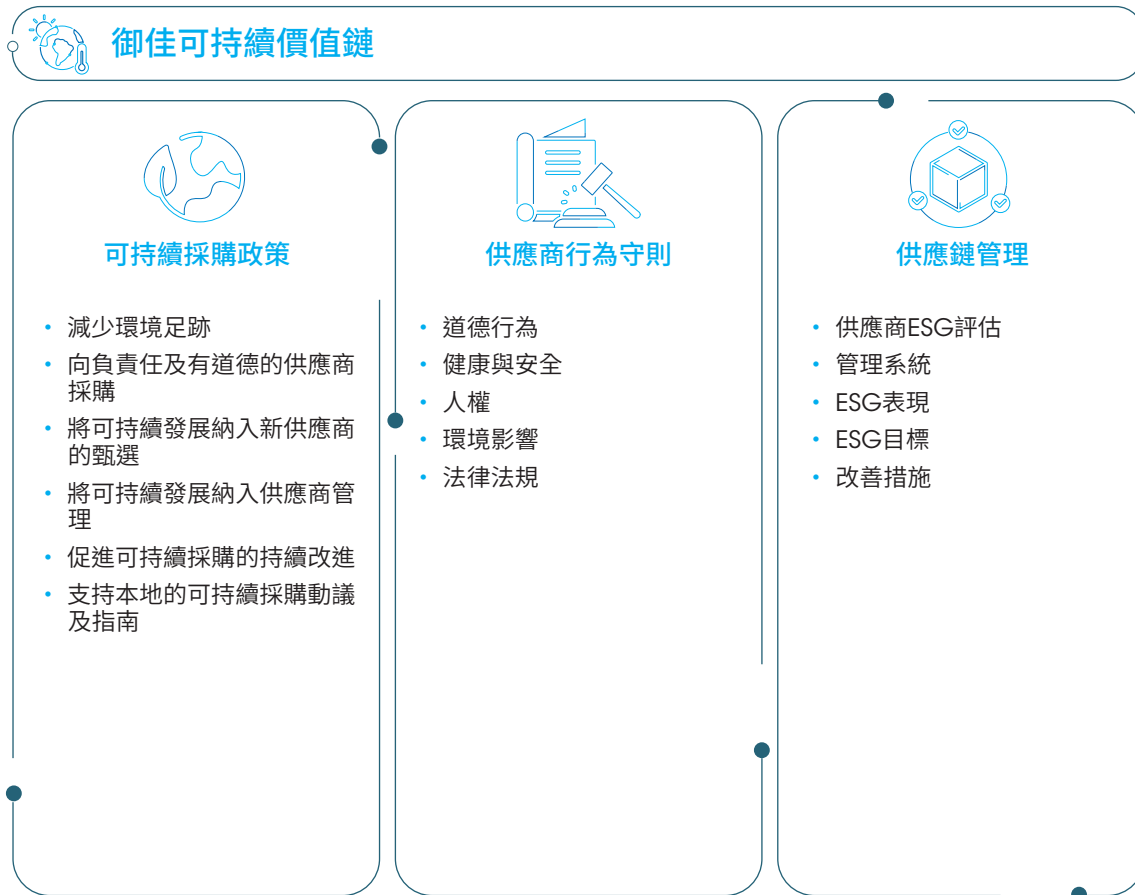 御佳可持續價值鏈
可持續採購政策
• 減少環境足跡
• 向負責任及有道德的供應商
採購
• 將可持續發展納入新供應商
的甄選
• 將可持續發展納入供應商管
理
• 促進可持續採購的持續改進
• 支持本地的可持續採購動議
及指南
供應商行為守則
• 道德行為
• 健康與安全
• 人權
• 環境影響
• 法律法規
供應鏈管理
• 供應商ESG評估
• 管理系統
• ESG表現
• ESG目標
• 改善措施